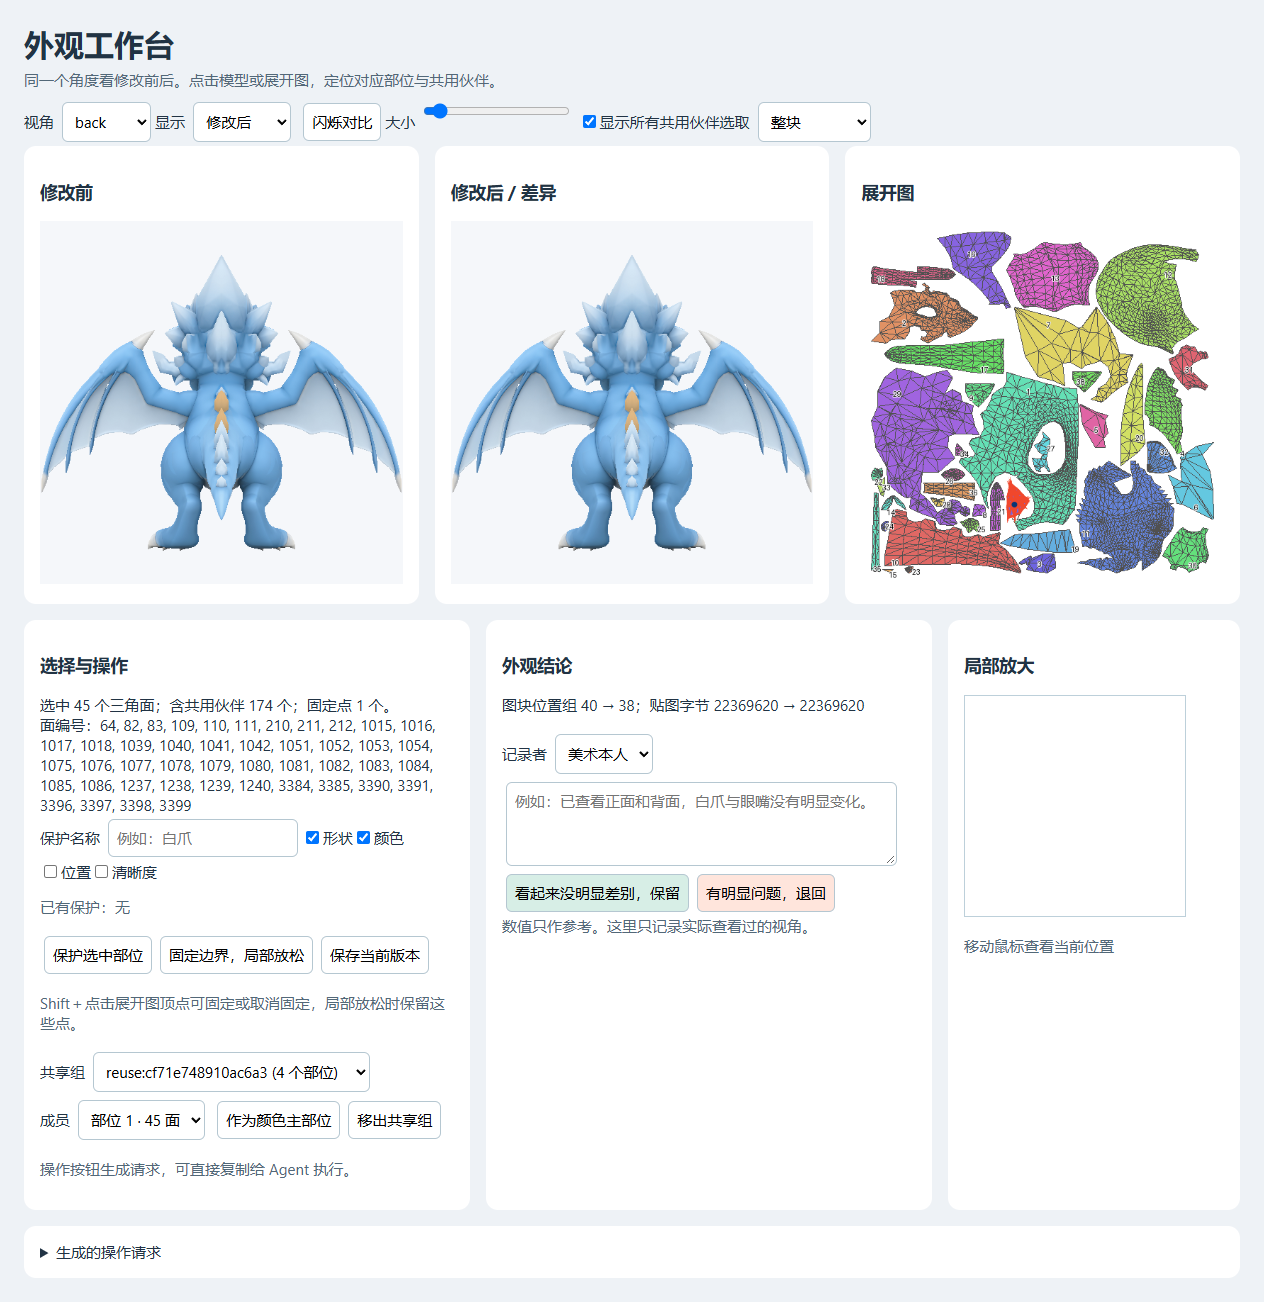 外观工作台
同一个角度看修改前后。点击模型或展开图，定位对应部位与共用伙伴。
视角 back 显示 修改后 闪烁对比 大小 显示所有共用伙伴选取 整块
修改前
修改后 / 差异
展开图
选择与操作
选中 45 个三角面；含共用伙伴 174 个；固定点 1 个。
面编号：64, 82, 83, 109, 110, 111, 210, 211, 212, 1015, 1016,
1017, 1018, 1039, 1040, 1041, 1042, 1051, 1052, 1053, 1054,
1075, 1076, 1077, 1078, 1079, 1080, 1081, 1082, 1083, 1084,
1085, 1086, 1237, 1238, 1239, 1240, 3384, 3385, 3390, 3391,
3396, 3397, 3398, 3399
保护名称 例如：白爪 形状 颜色
位置 清晰度
已有保护：无
保护选中部位 固定边界，局部放松 保存当前版本
Shift + 点击展开图顶点可固定或取消固定，局部放松时保留这
些点。
共享组 reuse:cf71e748910ac6a3 (4 个部位)
成员 部位 1 · 45 面 作为颜色主部位 移出共享组
操作按钮生成请求，可直接复制给 Agent 执行。
外观结论
图块位置组 40 → 38；贴图字节 22369620 → 22369620
记录者 美术本人
例如：已查看正面和背面，白爪与眼嘴没有明显变化。
看起来没明显差别，保留 有明显问题，退回
数值只作参考。这里只记录实际查看过的视角。
局部放大
移动鼠标查看当前位置
生成的操作请求